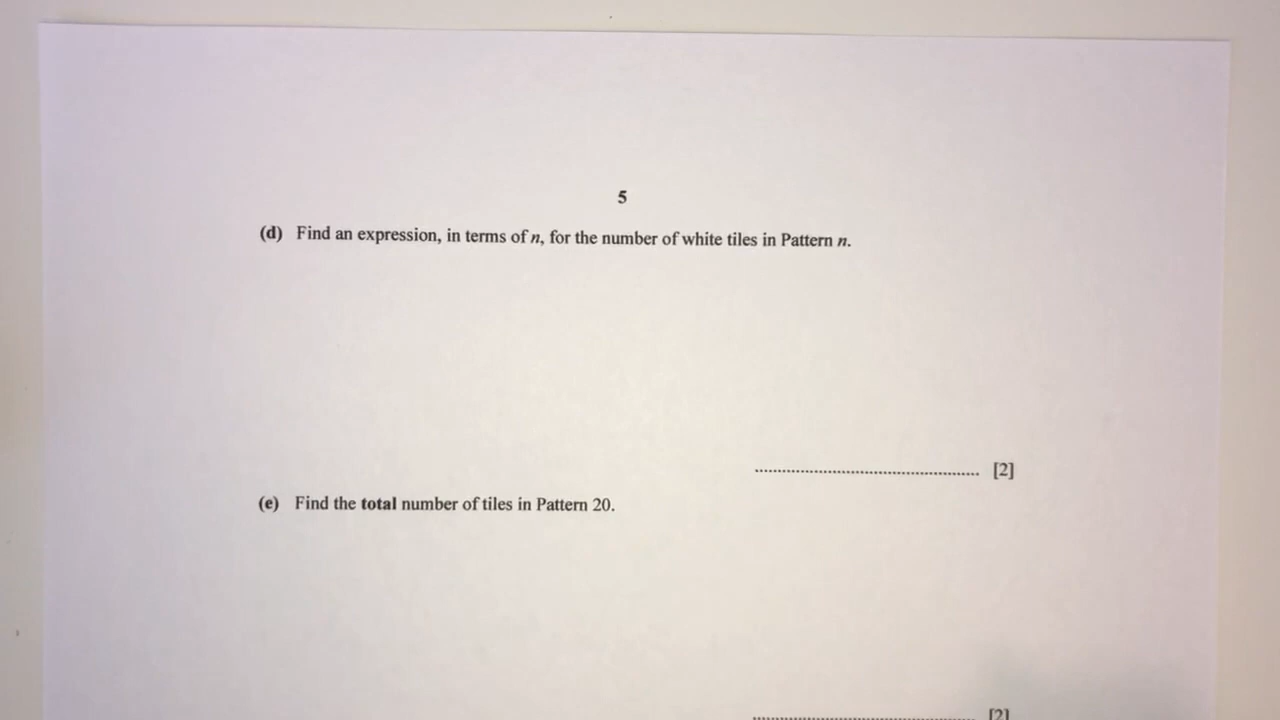 5
(d) Find an expression, in terms of n, for the number of white tiles in Pattern n.
................................................ [2]
(e) Find the total number of tiles in Pattern 20.
................................................ [2]